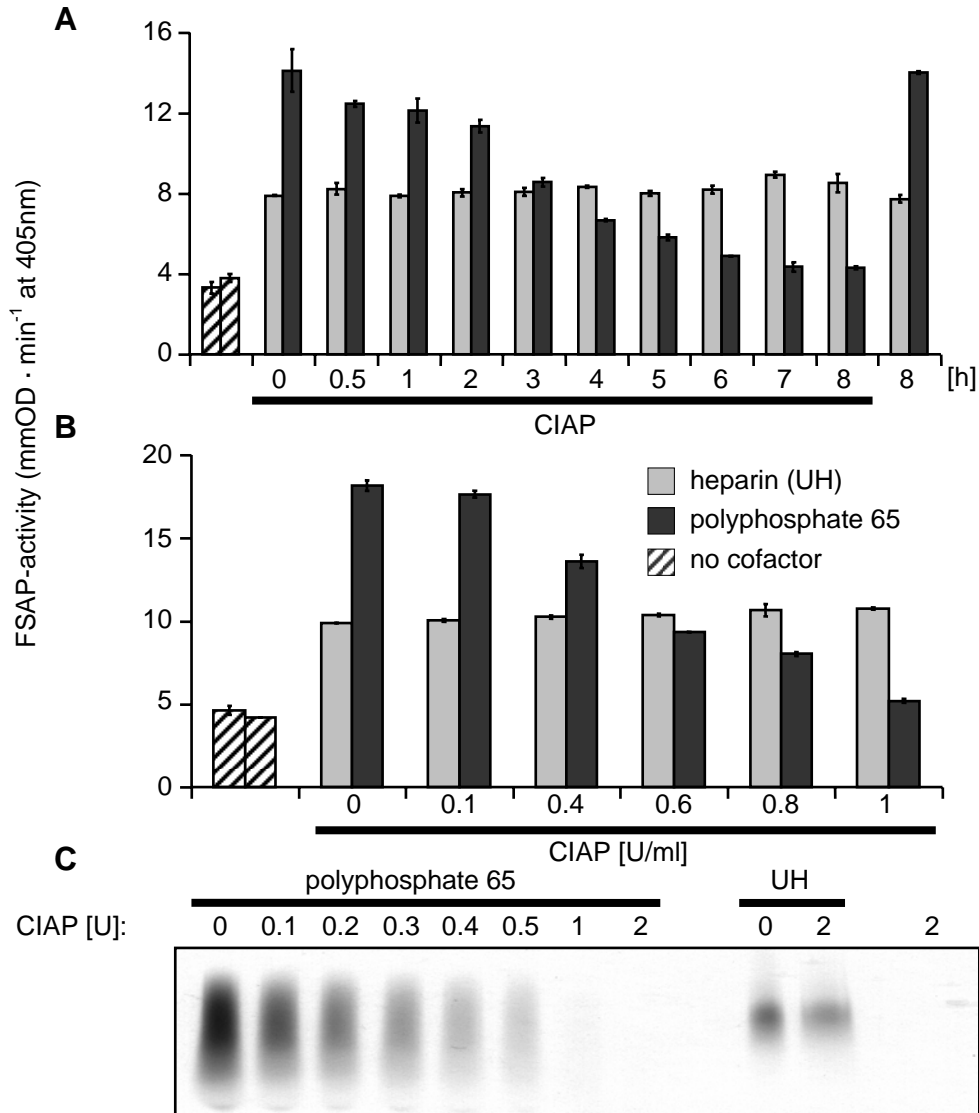 A
FSAP-activity (mmOD · min⁻¹ at 405nm)
16
12
8
4
0
0 0.5 1 2 3 4 5 6 7 8 8 [h]
CIAP
B
20
15
10
5
0
heparin (UH)
polyphosphate 65
no cofactor
0 0.1 0.4 0.6 0.8 1
CIAP [U/ml]
C
polyphosphate 65 UH
CIAP [U]: 0 0.1 0.2 0.3 0.4 0.5 1 2 0 2 2